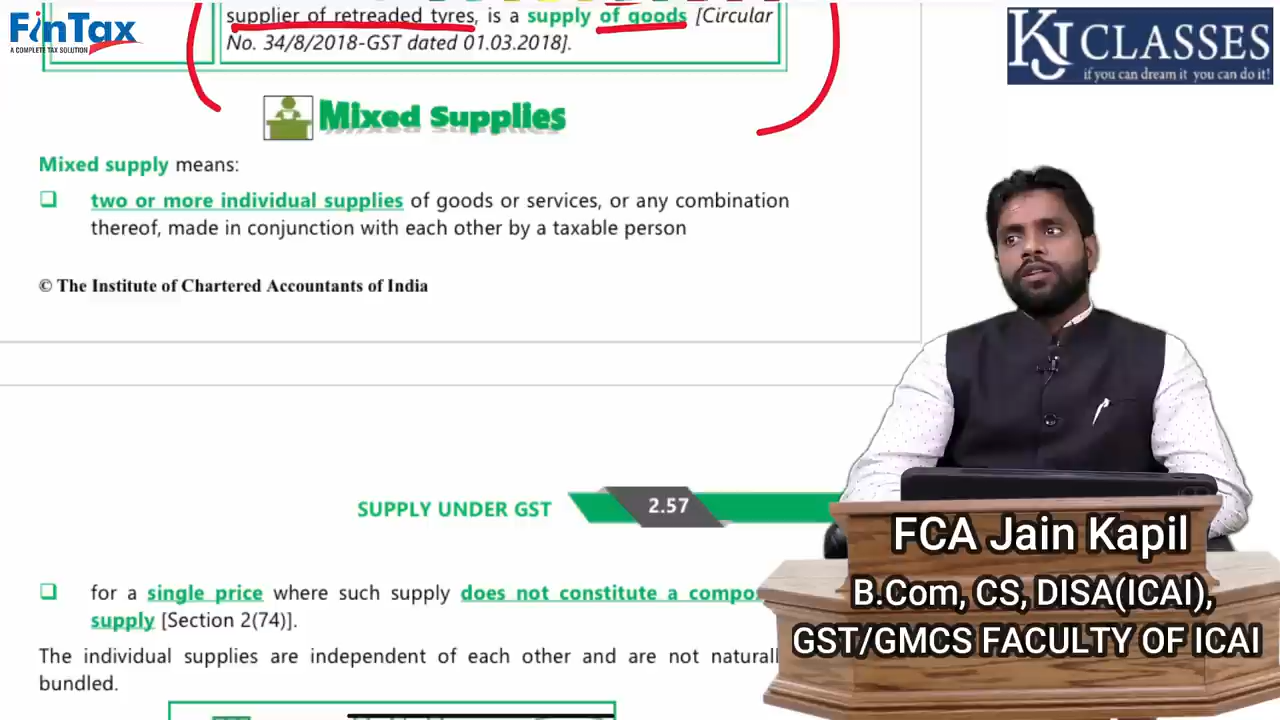 FinTax
A COMPLETE TAX SOLUTION
supplier of retreaded tyres, is a supply of goods [Circular
No. 34/8/2018-GST dated 01.03.2018].
KJ CLASSES
if you can dream it you can do it!
Mixed Supplies
Mixed supply means:
two or more individual supplies of goods or services, or any combination
thereof, made in conjunction with each other by a taxable person
© The Institute of Chartered Accountants of India
SUPPLY UNDER GST 2.57
for a single price where such supply does not constitute a compo
supply [Section 2(74)].
The individual supplies are independent of each other and are not natural
bundled.
FCA Jain Kapil
B.Com, CS, DISA(ICAI),
GST/GMCS FACULTY OF ICAI